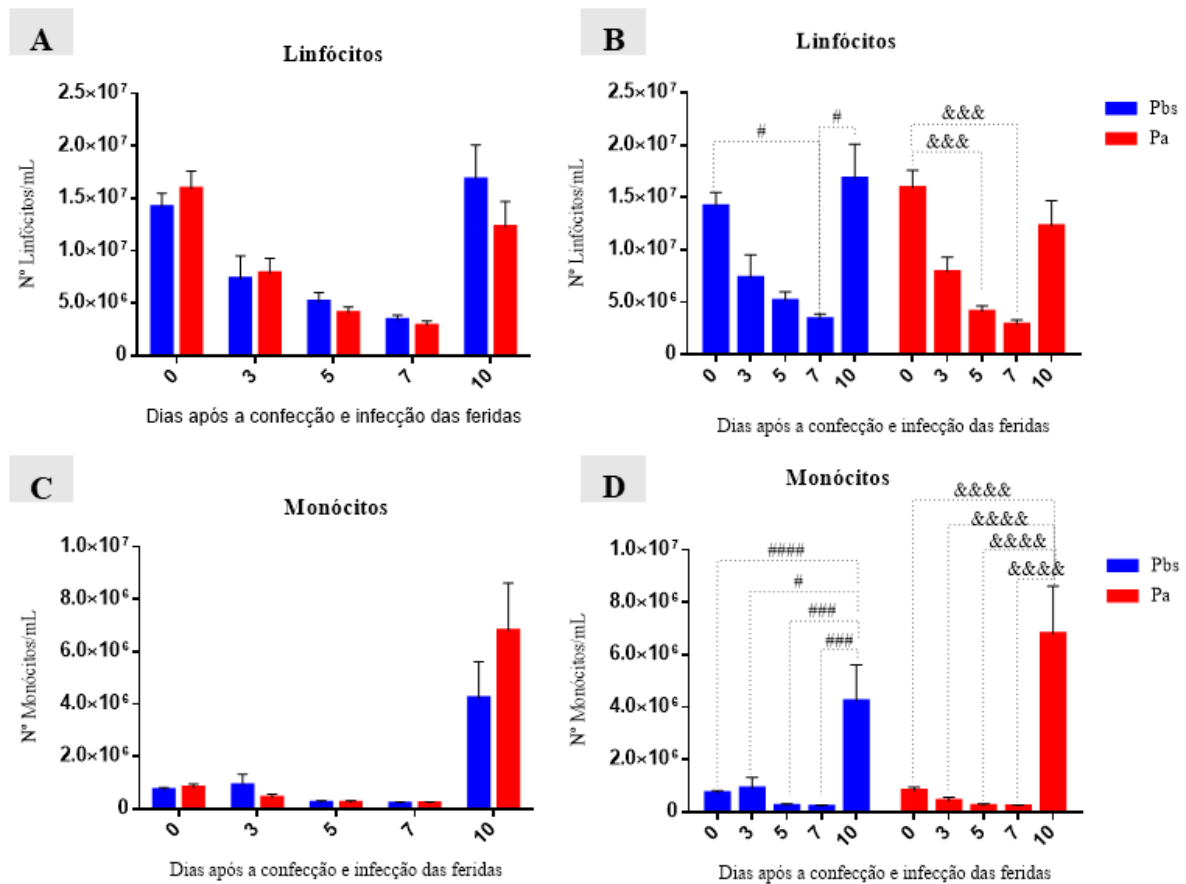 A
Linfócitos
2.5×10⁷
2.0×10⁷
1.5×10⁷
1.0×10⁷
5.0×10⁶
0
Nº Linfócitos/mL
0 3 5 7 10
Dias após a confecção e infecção das feridas
B
Linfócitos
2.5×10⁷
2.0×10⁷
1.5×10⁷
1.0×10⁷
5.0×10⁶
0
Nº Linfócitos/mL
# # &&& &&&
0 3 5 7 10 0 3 5 7 10
Dias após a confecção e infecção das feridas
Pbs
Pa
C
Monócitos
1.0×10⁷
8.0×10⁶
6.0×10⁶
4.0×10⁶
2.0×10⁶
0
Nº Monócitos/mL
0 3 5 7 10
Dias após a confecção e infecção das feridas
D
Monócitos
1.0×10⁷
8.0×10⁶
6.0×10⁶
4.0×10⁶
2.0×10⁶
0
Nº Monócitos/mL
####
#
###
###
&&&&
&&&&
&&&&
&&&&
0 3 5 7 10 0 3 5 7 10
Dias após a confecção e infecção das feridas
Pbs
Pa